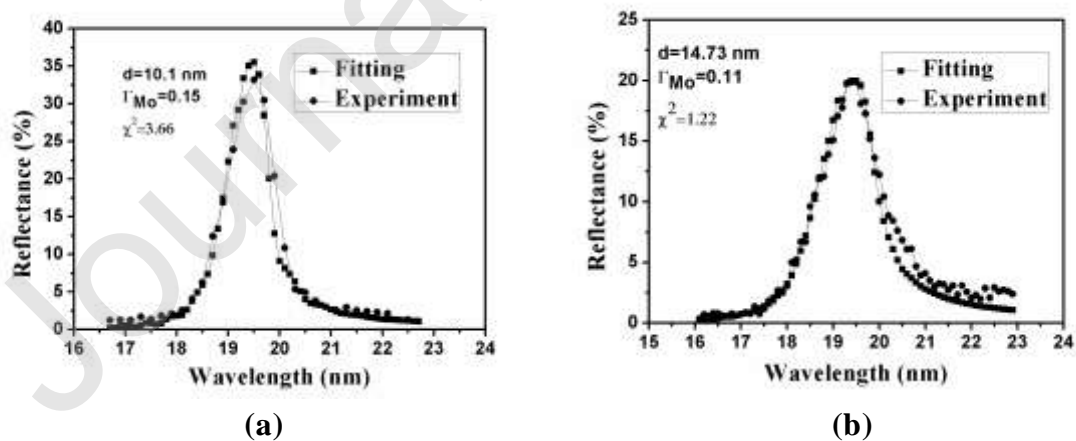 Journa
40
35
30
25
20
15
10
5
0
Reflectance (%)
d=10.1 nm
ΓMo=0.15
χ²=3.66
Fitting
Experiment
16 17 18 19 20 21 22 23 24
Wavelength (nm)
(a)
25
20
15
10
5
0
Reflectance (%)
d=14.73 nm
ΓMo=0.11
χ²=1.22
Fitting
Experiment
15 16 17 18 19 20 21 22 23 24
Wavelength (nm)
(b)